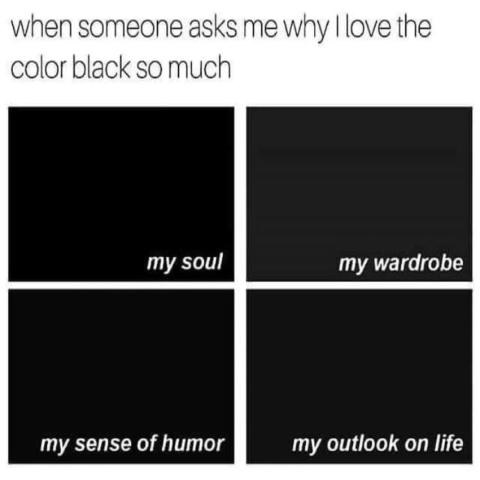 when someone asks me why I love the
color black so much
my soul
my wardrobe
my sense of humor
my outlook on life